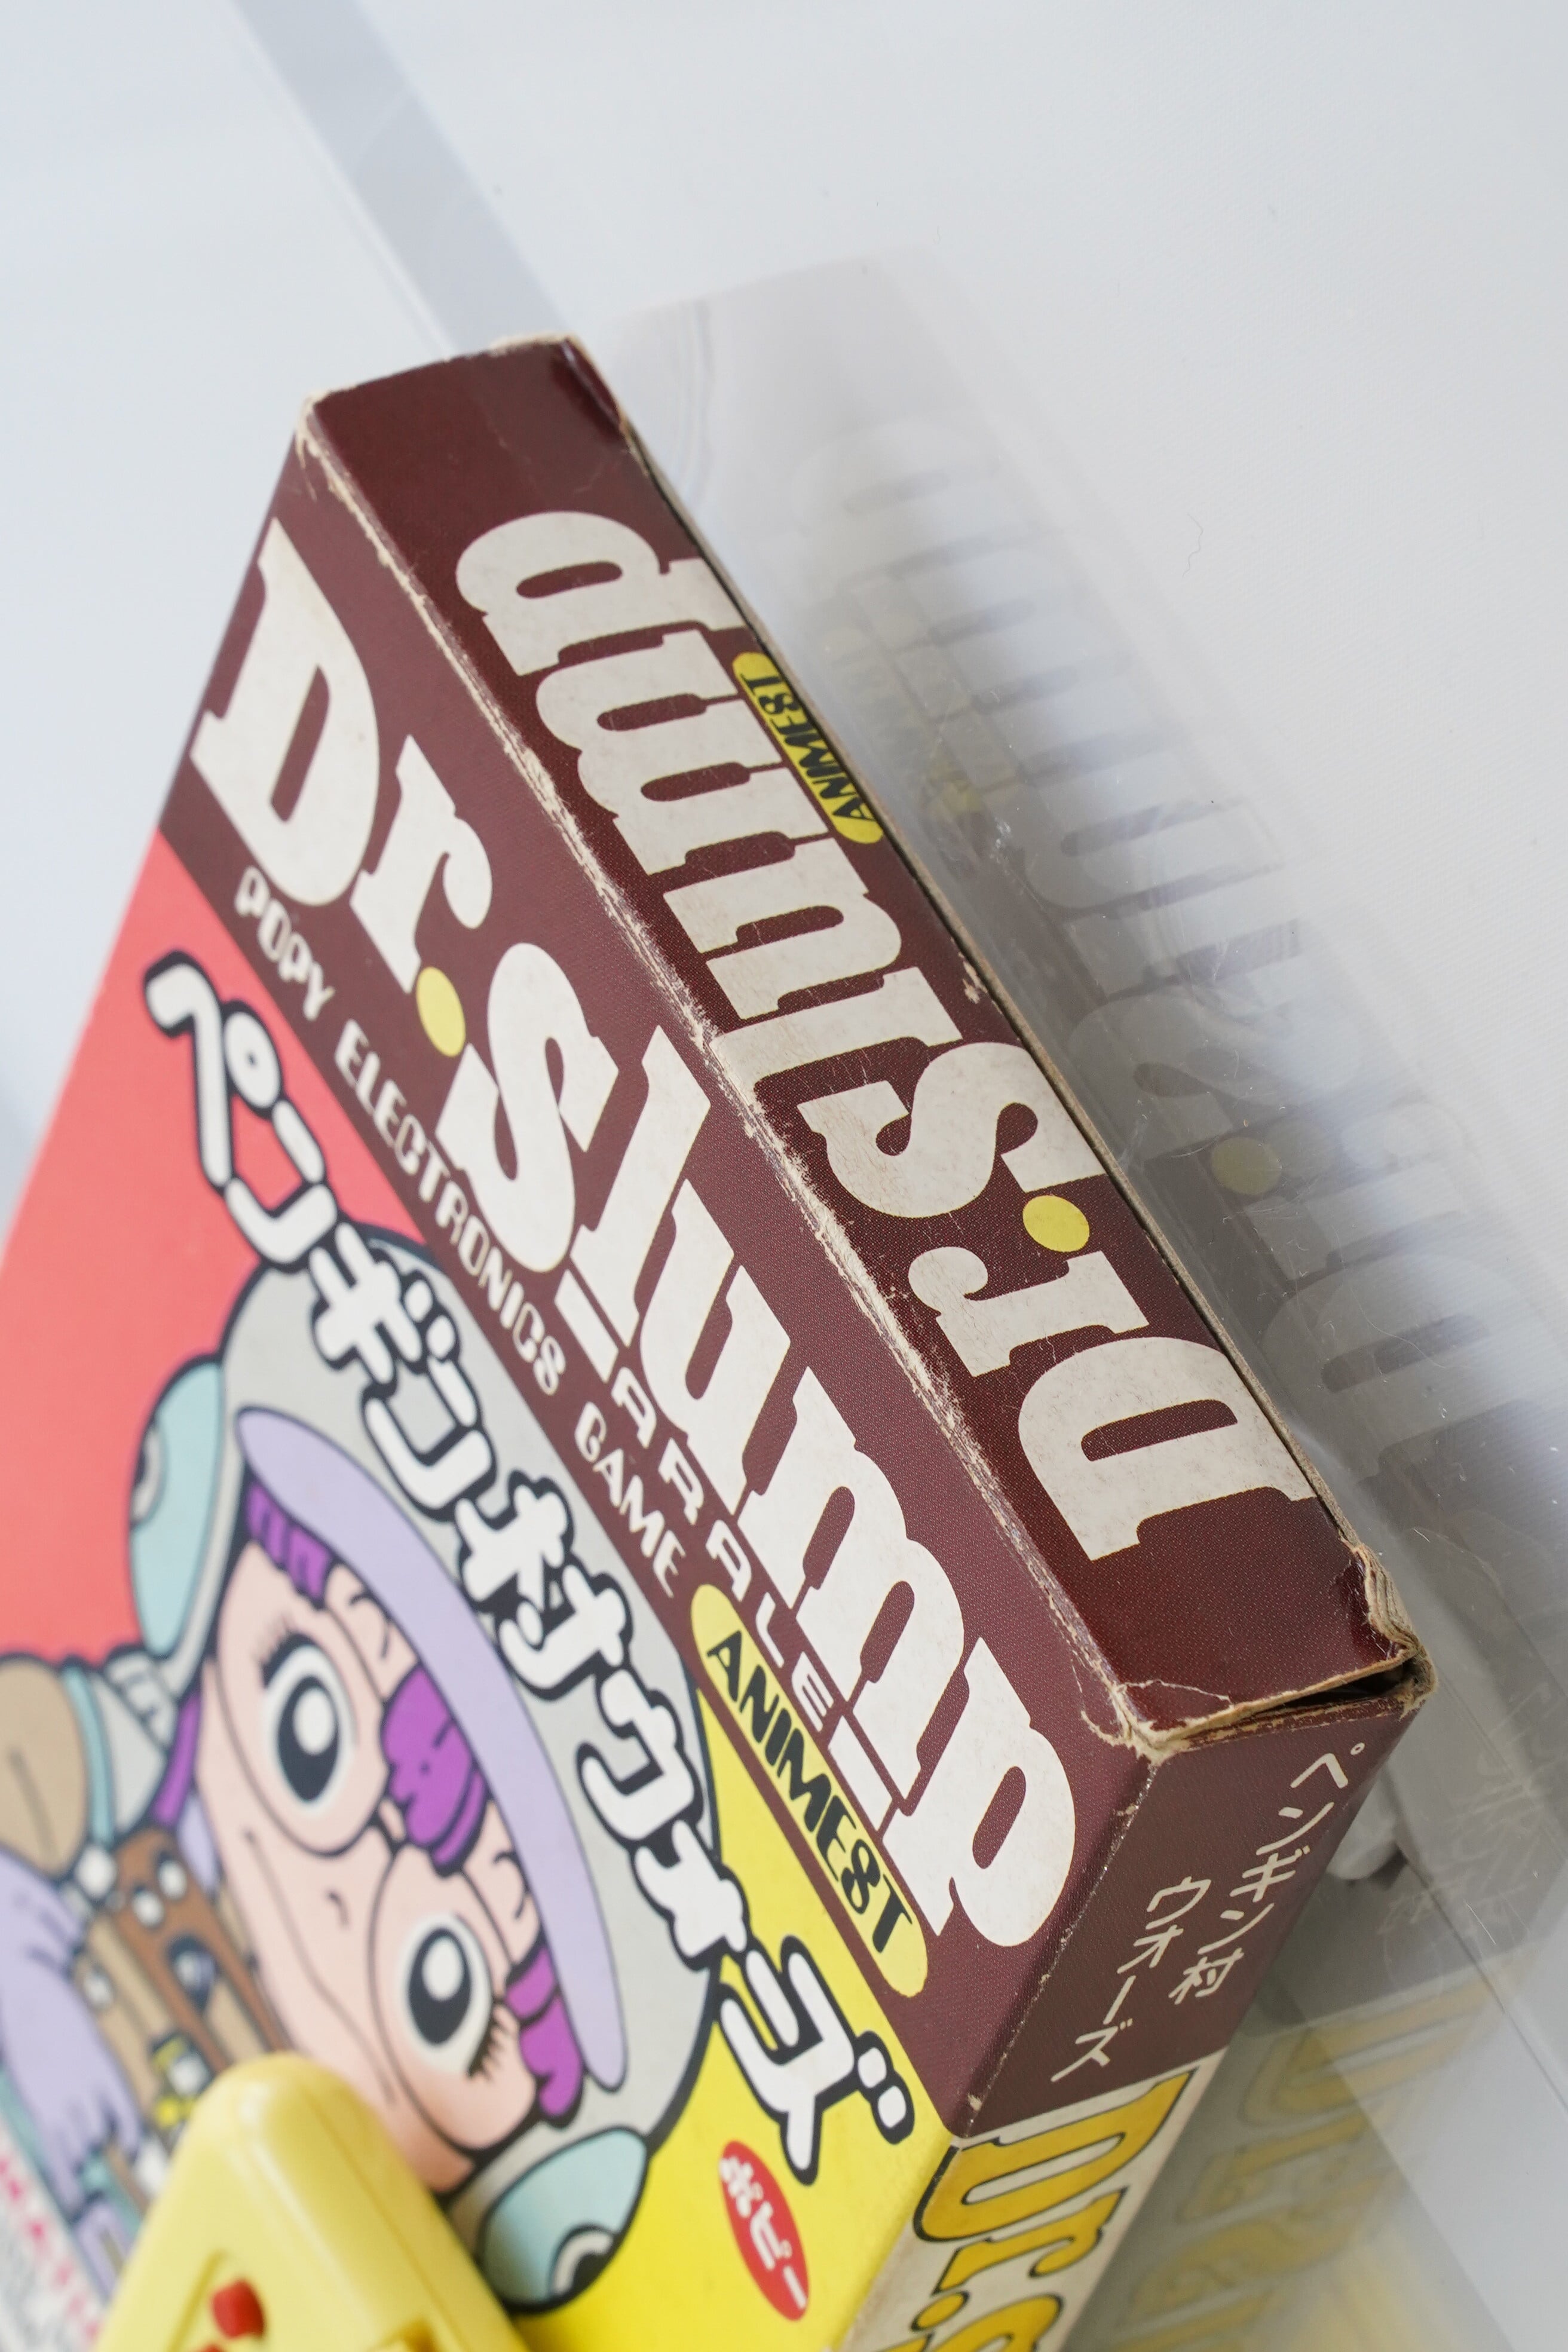 Dr.slump
ARALE
POPY ELECTRONICS GAME
ANIMEST
ペンギン村ウォーズ
ポピー
Dr.slump
ANIMEST
ペンギン村
ウォーズ
Dr.s